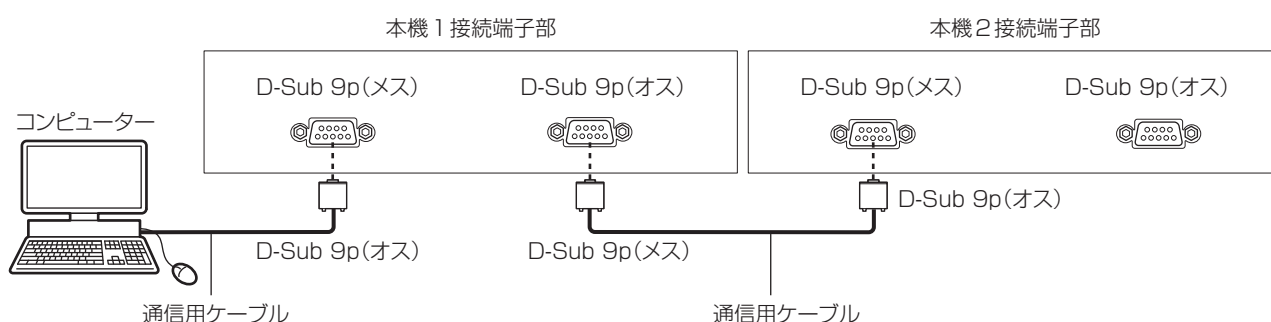 本機1接続端子部
本機2接続端子部
D-Sub 9p(メス)
D-Sub 9p(オス)
D-Sub 9p(メス)
D-Sub 9p(オス)
コンピューター
D-Sub 9p(オス)
D-Sub 9p(オス)
D-Sub 9p(メス)
通信用ケーブル
通信用ケーブル